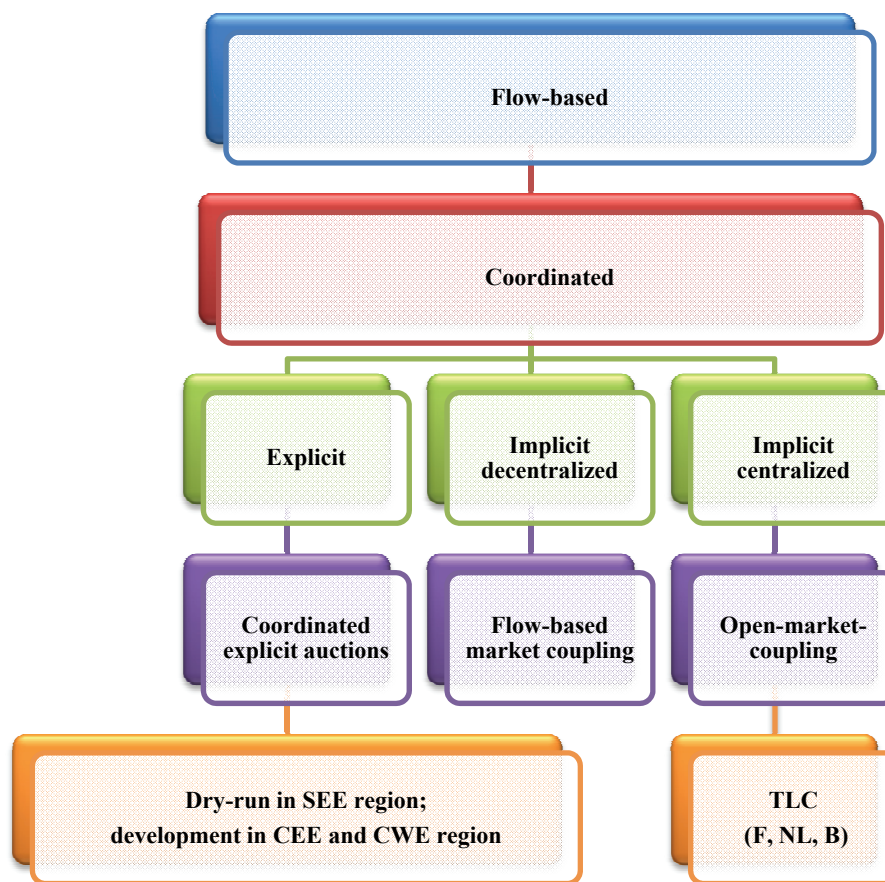 Flow-based
Coordinated
Explicit
Implicit
decentralized
Implicit
centralized
Coordinated
explicit auctions
Flow-based
market coupling
Open-market-
coupling
Dry-run in SEE region;
development in CEE and CWE region
TLC
(F, NL, B)